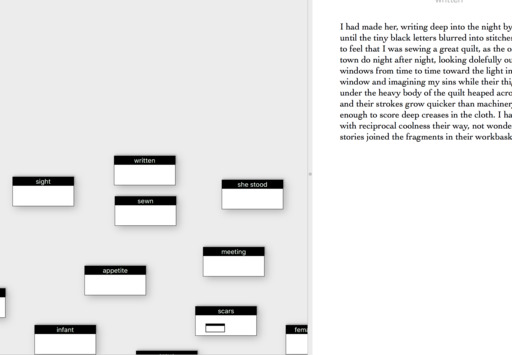 written
sight
she stood
sewn
meeting
appetite
scars
infant
written
I had made her, writing deep into the night by
until the tiny black letters blurred into stitches
to feel that I was sewing a great quilt, as the o
town do night after night, looking dolefully ou
windows from time to time toward the light in
window and imagining my sins while their thi
under the heavy body of the quilt heaped acro
and their strokes grow quicker than machinery
enough to score deep creases in the cloth. I ha
with reciprocal coolness their way, not wonde
stories joined the fragments in their workbask